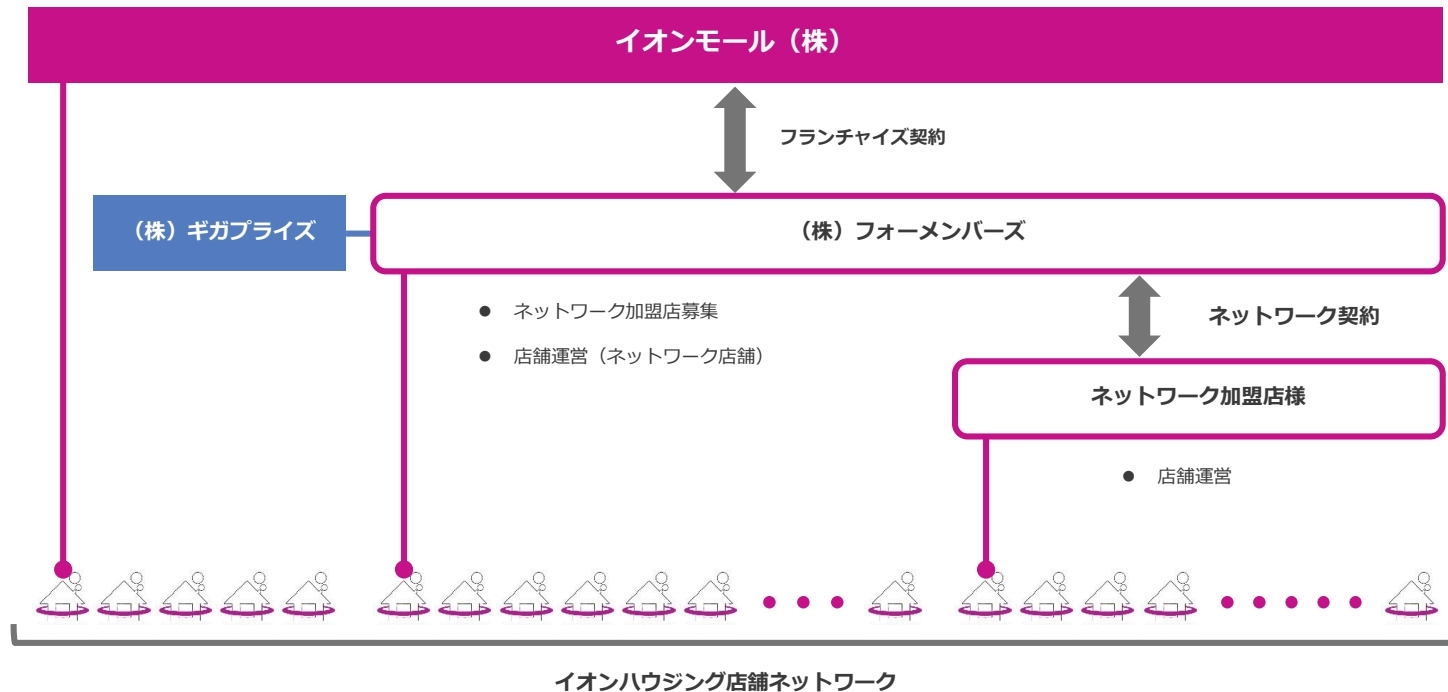 イオンモール（株）
フランチャイズ契約
（株）ギガプライズ
（株）フォーメンバーズ
● ネットワーク加盟店募集
● 店舗運営（ネットワーク店舗）
ネットワーク契約
ネットワーク加盟店様
● 店舗運営
イオンハウジング店舗ネットワーク